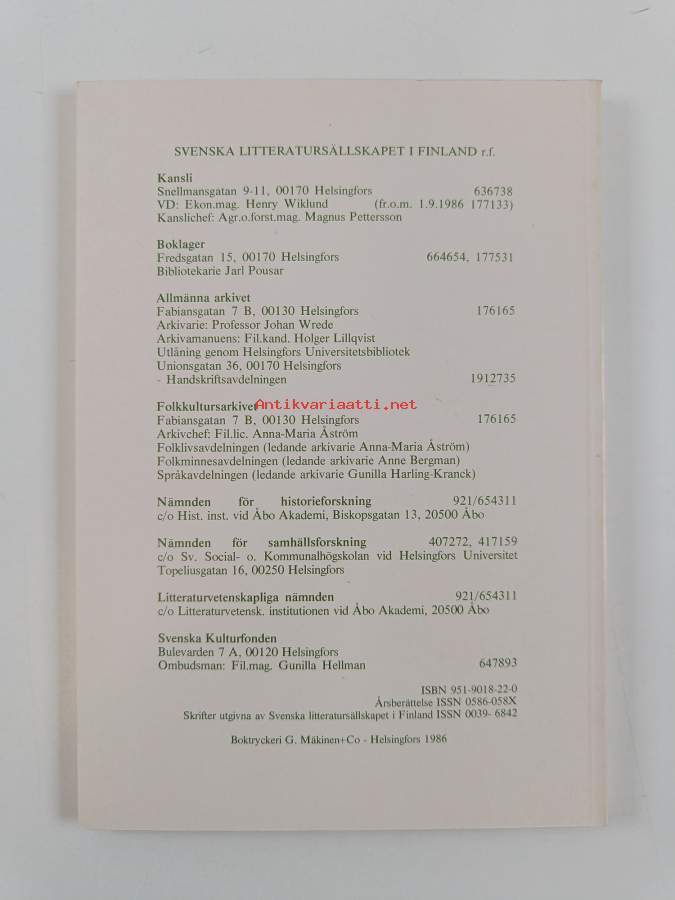 SVENSKA LITTERATURSÄLLSKAPET I FINLAND r.f.
Kansli
Snellmansgatan 9-11, 00170 Helsingfors 636738
VD: Ekon.mag. Henry Wiklund (fr.o.m. 1.9.1986 177133)
Kanslichef: Agr.o.forst.mag. Magnus Pettersson
Boklager
Fredsgatan 15, 00170 Helsingfors 664654, 177531
Bibliotekarie Jarl Pousar
Allmänna arkivet
Fabiansgatan 7 B, 00130 Helsingfors 176165
Arkivarie: Professor Johan Wrede
Arkivamanuens: Fil.kand. Holger Lillqvist
Utlåning genom Helsingfors Universitetsbibliotek
Unionsgatan 36, 00170 Helsingfors
- Handskriftsavdelningen 1912735
Folkkultursarkivet
Antikvariaatti.net
Fabiansgatan 7 B, 00130 Helsingfors 176165
Arkivchef: Fil.lic. Anna-Maria Åström
Folklivsavdelningen (ledande arkivarie Anna-Maria Åström)
Folkminnesavdelningen (ledande arkivarie Anne Bergman)
Språkavdelningen (ledande arkivarie Gunilla Harling-Kranck)
Nämnden för historieforskning 921/654311
c/o Hist. inst. vid Åbo Akademi, Biskopsgatan 13, 20500 Åbo
Nämnden för samhällsforskning 407272, 417159
c/o Sv. Social- o. Kommunalhögskolan vid Helsingfors Universitet
Topeliusgatan 16, 00250 Helsingfors
Litteraturvetenskapliga nämnden 921/654311
c/o Litteraturvetensk. institutionen vid Åbo Akademi, 20500 Åbo
Svenska Kulturfonden
Bulevarden 7 A, 00120 Helsingfors
Ombudsman: Fil.mag. Gunilla Hellman 647893
ISBN 951-9018-22-0
Årsberättelse ISSN 0586-058X
Skrifter utgivna av Svenska litteratursällskapet i Finland ISSN 0039- 6842
Boktryckeri G. Mäkinen+Co - Helsingfors 1986